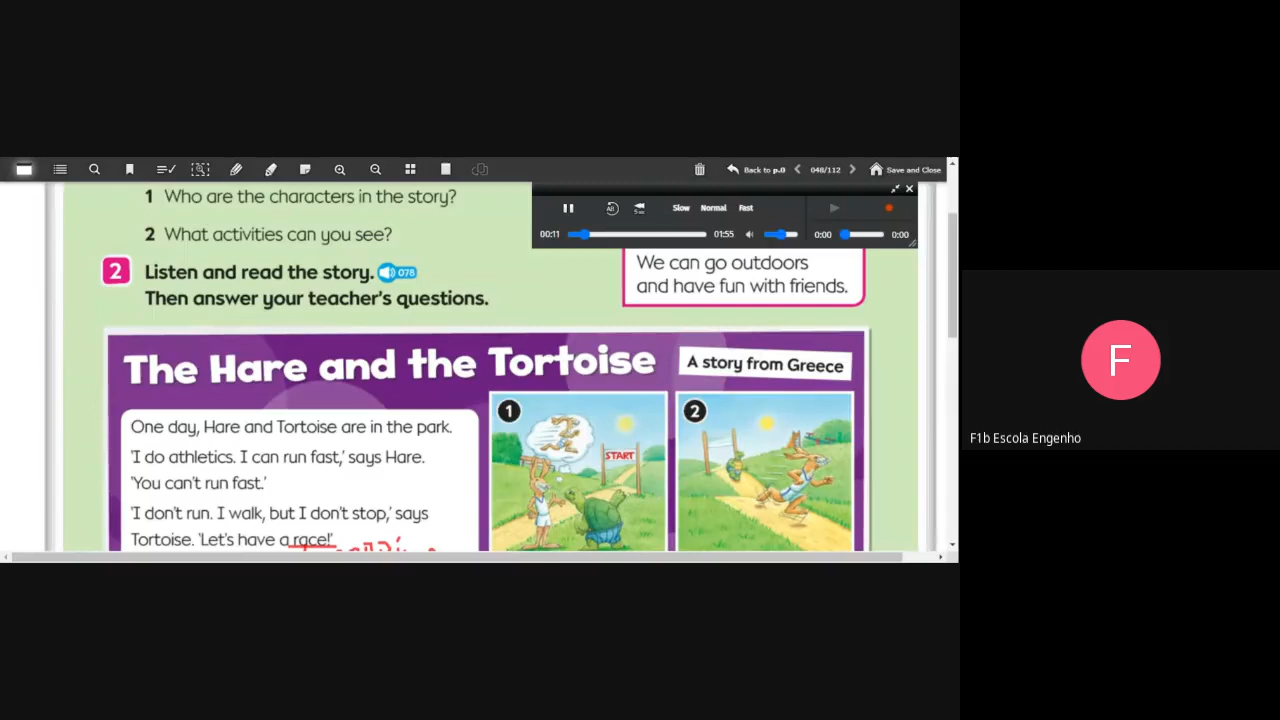 Back to p.0
048/112
Save and Close
1 Who are the characters in the story?
2 What activities can you see?
AB
5 sec
Slow
Normal
Fast
00:11
01:55
0:00
0:00
2 Listen and read the story. 078
Then answer your teacher's questions.
We can go outdoors
and have fun with friends.
The Hare and the Tortoise
A story from Greece
One day, Hare and Tortoise are in the park.
'I do athletics. I can run fast,' says Hare.
'You can't run fast.'
'I don't run. I walk, but I don't stop,' says
Tortoise. 'Let's have a race!'
1
START
2
F
F1b Escola Engenho